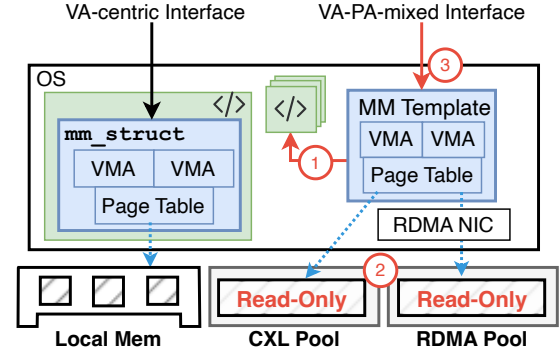 VA-centric Interface
VA-PA-mixed Interface
OS
</>
mm_struct
VMA
VMA
Page Table
</>
1
3
MM Template
VMA
VMA
Page Table
RDMA NIC
2
Read-Only
Read-Only
Local Mem
CXL Pool
RDMA Pool